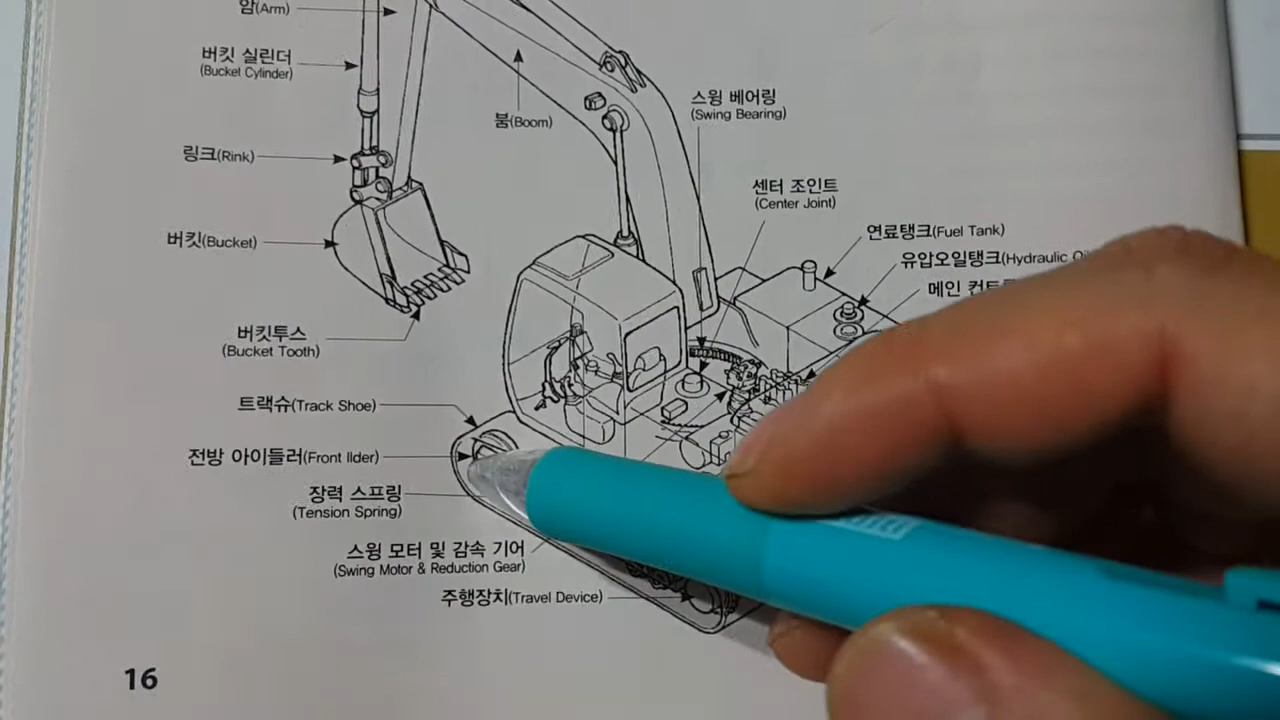 암(Arm)
버킷 실린더
(Bucket Cylinder)
붐(Boom)
스윙 베어링
(Swing Bearing)
링크(Rink)
센터 조인트
(Center Joint)
버킷(Bucket)
연료탱크(Fuel Tank)
유압오일탱크(Hydraulic
메인
버킷투스
(Bucket Tooth)
트랙슈(Track Shoe)
전방 아이들러(Front Ilder)
장력 스프링
(Tension Spring)
스윙 모터 및 감속 기어
(Swing Motor & Reduction Gear)
주행장치(Travel Device)
16